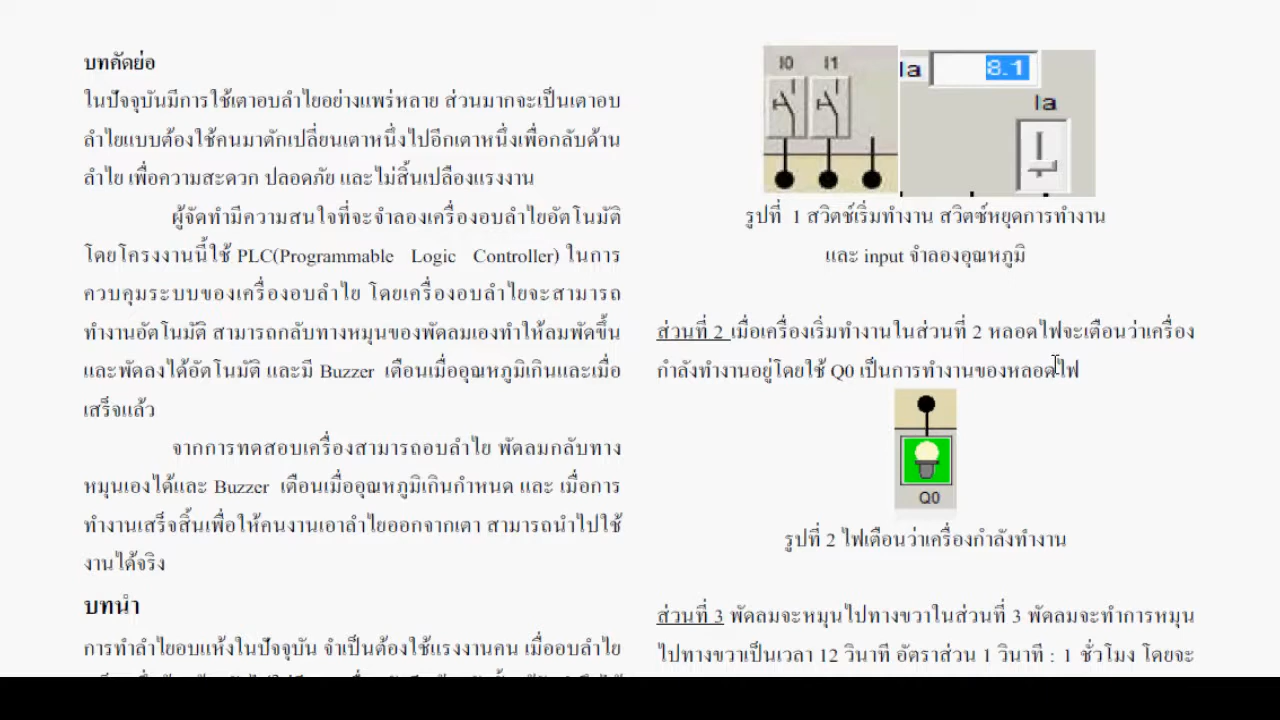 บทคัดย่อ
ในปัจจุบันมีการใช้เตาอบลำไยอย่างแพร่หลาย ส่วนมากจะเป็นเตาอบ
ลำไยแบบต้องใช้คนมาตักเปลี่ยนเตาหนึ่งไปอีกเตาหนึ่งเพื่อกลับด้าน
ลำไย เพื่อความสะดวก ปลอดภัย และไม่สิ้นเปลืองแรงงาน
ผู้จัดทำมีความสนใจที่จะจำลองเครื่องอบลำไยอัตโนมัติ
โดยโครงงานนี้ใช้ PLC(Programmable Logic Controller) ในการ
ควบคุมระบบของเครื่องอบลำไย โดยเครื่องอบลำไยจะสามารถ
ทำงานอัตโนมัติ สามารถกลับทางหมุนของพัดลมเองทำให้ลมพัดขึ้น
และพัดลงได้อัตโนมัติ และมี Buzzer เตือนเมื่ออุณหภูมิเกินและเมื่อ
เสร็จแล้ว
จากการทดสอบเครื่องสามารถอบลำไย พัดลมกลับทาง
หมุนเองได้และ Buzzer เตือนเมื่ออุณหภูมิเกินกำหนด และ เมื่อการ
ทำงานเสร็จสิ้นเพื่อให้คนงานเอาลำไยออกจากเตา สามารถนำไปใช้
งานได้จริง
บทนำ
การทำลำไยอบแห้งในปัจจุบัน จำเป็นต้องใช้แรงงานคน เมื่ออบลำไย
I0 I1
Ia 8.1
Ia
รูปที่ 1 สวิตช์เริ่มทำงาน สวิตซ์หยุดการทำงาน
และ input จำลองอุณหภูมิ
ส่วนที่ 2 เมื่อเครื่องเริ่มทำงานในส่วนที่ 2 หลอดไฟจะเตือนว่าเครื่อง
กำลังทำงานอยู่โดยใช้ Q0 เป็นการทำงานของหลอดไฟ
Q0
รูปที่ 2 ไฟเตือนว่าเครื่องกำลังทำงาน
ส่วนที่ 3 พัดลมจะหมุนไปทางขวาในส่วนที่ 3 พัดลมจะทำการหมุน
ไปทางขวาเป็นเวลา 12 วินาที อัตราส่วน 1 วินาที : 1 ชั่วโมง โดยจะ